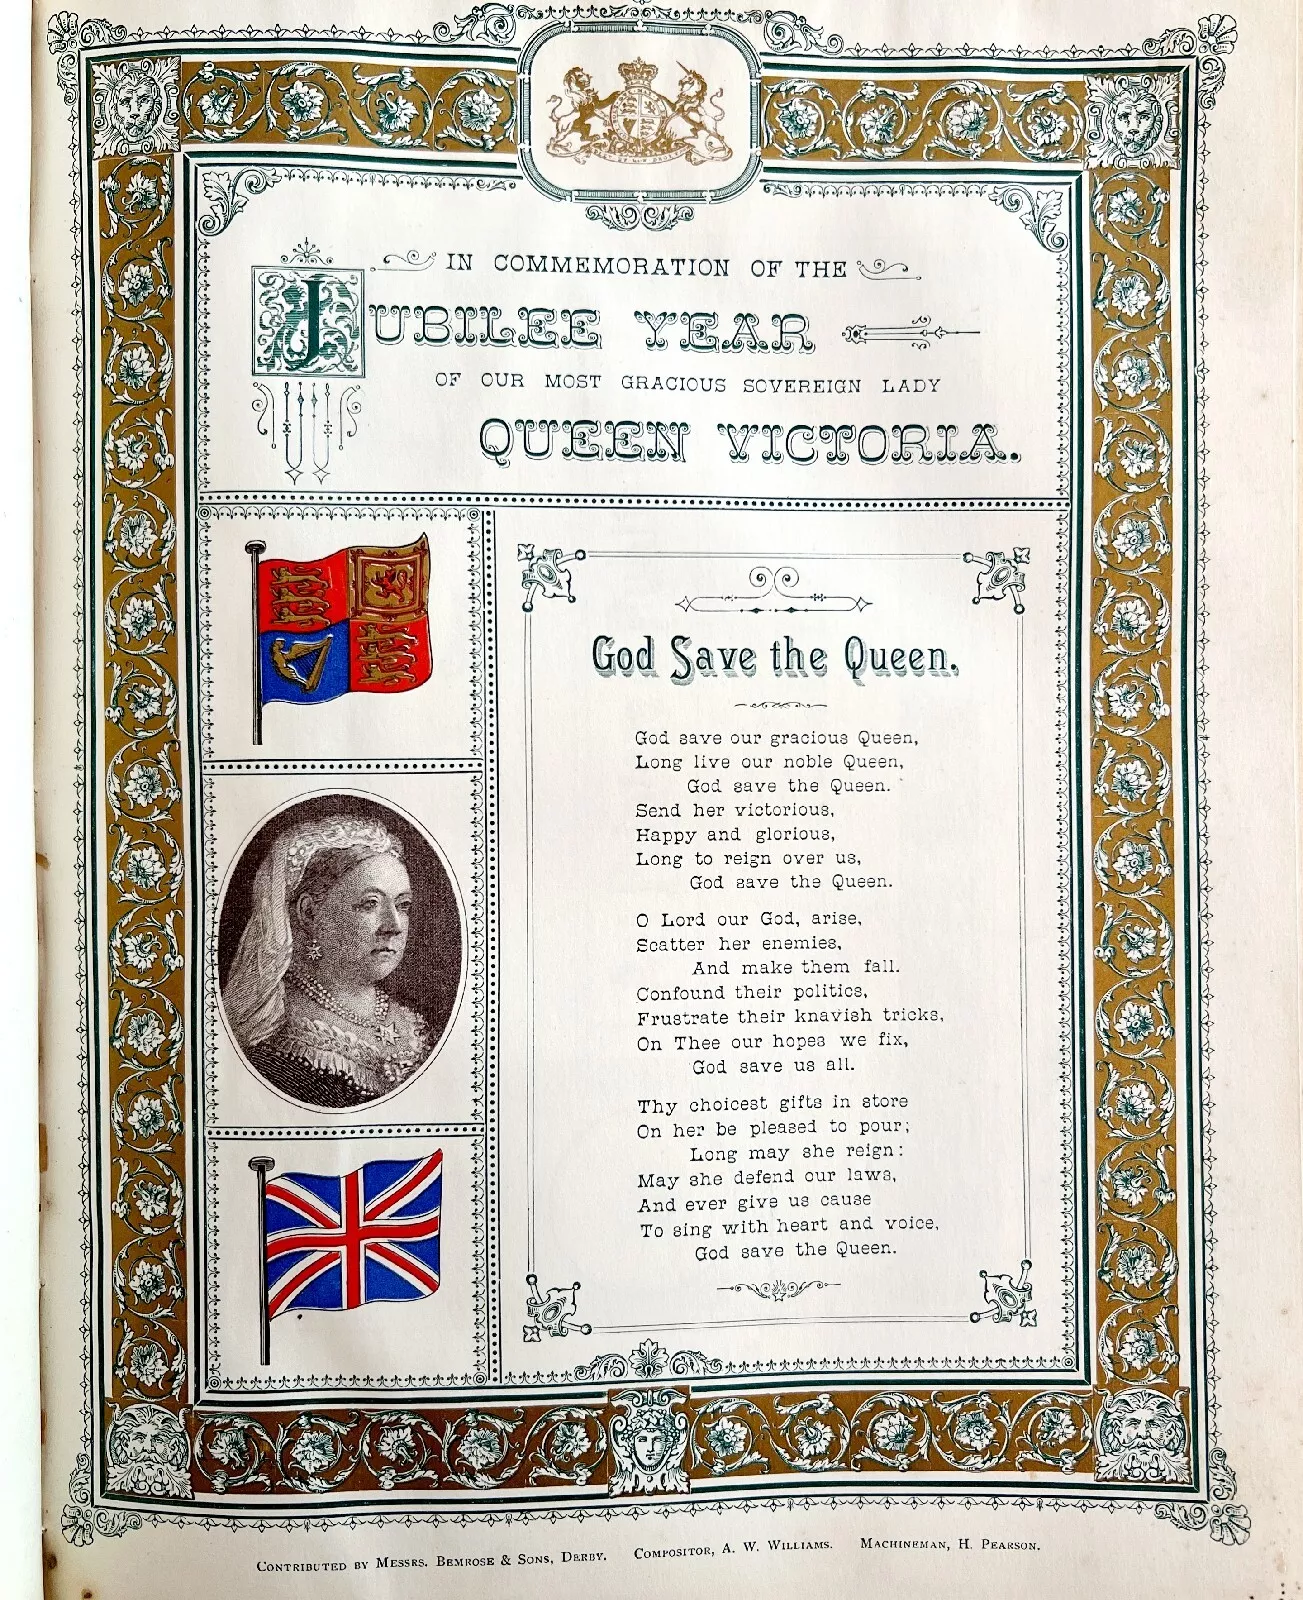 IN COMMEMORATION OF THE
JUBILEE YEAR
OF OUR MOST GRACIOUS SOVEREIGN LADY
QUEEN VICTORIA.
God Save the Queen.
God save our gracious Queen,
Long live our noble Queen,
God save the Queen.
Send her victorious,
Happy and glorious,
Long to reign over us,
God save the Queen.
O Lord our God, arise,
Scatter her enemies,
And make them fall.
Confound their politics,
Frustrate their knavish tricks,
On Thee our hopes we fix,
God save us all.
Thy choicest gifts in store
On her be pleased to pour;
Long may she reign:
May she defend our laws,
And ever give us cause
To sing with heart and voice,
God save the Queen.
CONTRIBUTED BY MESSRS. BEMROSE & SONS, DERBY. COMPOSITOR, A. W. WILLIAMS. MACHINEMAN, H. PEARSON.